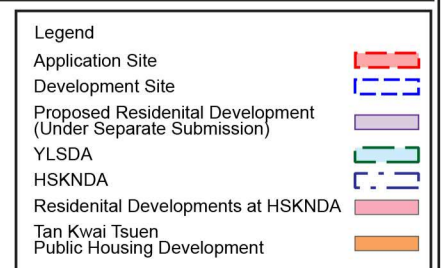 Legend
Application Site
Development Site
Proposed Residenital Development
(Under Separate Submission)
YLSDA
HSKNDA
Residenital Developments at HSKNDA
Tan Kwai Tsuen
Public Housing Development